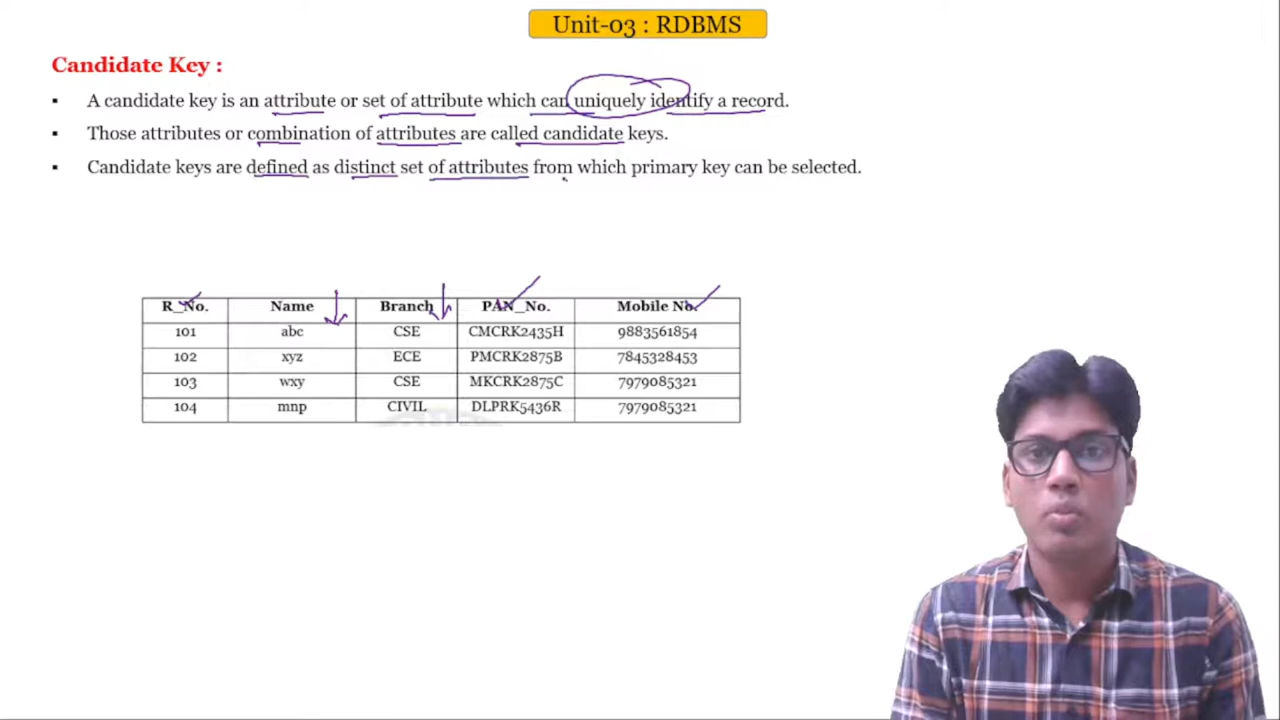 Unit-03 : RDBMS
Candidate Key :
▪ A candidate key is an attribute or set of attribute which can uniquely identify a record.
▪ Those attributes or combination of attributes are called candidate keys.
▪ Candidate keys are defined as distinct set of attributes from which primary key can be selected.
R_No. Name Branch PAN_No. Mobile No.
101 abc CSE CMCRK2435H 9883561854
102 xyz ECE PMCRK2875B 7845328453
103 wxy CSE MKCRK2875C 7979085321
104 mnp CIVIL DLPRK5436R 7979085321